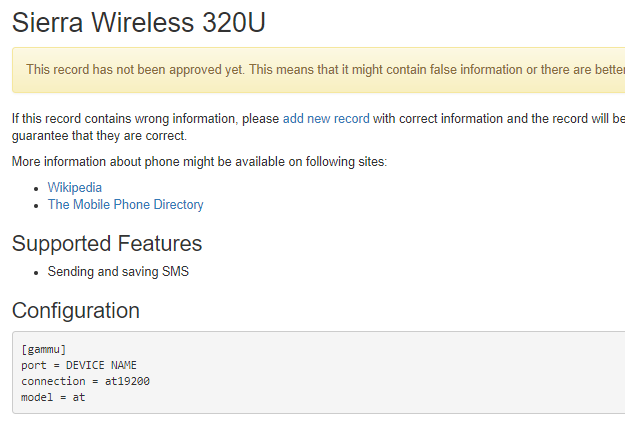 Sierra Wireless 320U
This record has not been approved yet. This means that it might contain false information or there are better
If this record contains wrong information, please add new record with correct information and the record will be
guarantee that they are correct.
More information about phone might be available on following sites:
Wikipedia
The Mobile Phone Directory
Supported Features
Sending and saving SMS
Configuration
[gammu]
port = DEVICE NAME
connection = at19200
model = at